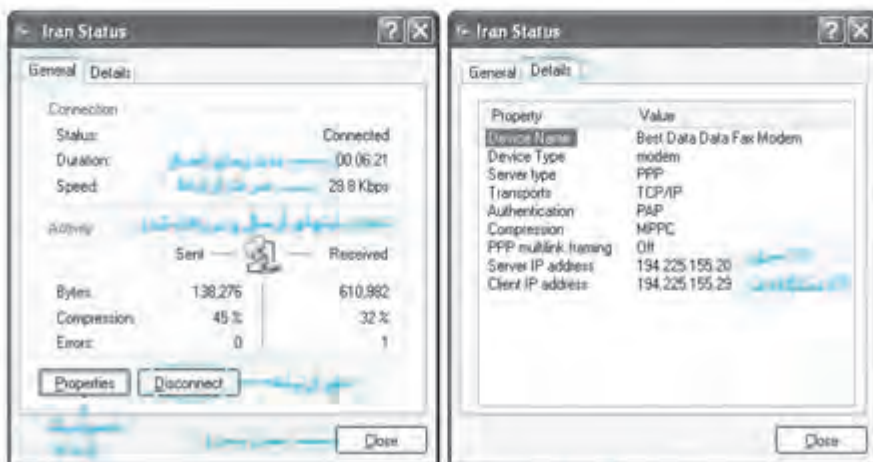 Iran Status
General Details
Connection
Status: Connected
Duration: 00:06:21
Speed: 28.8 Kbps
Activity
Sent Received
Bytes: 138,276 610,982
Compression: 45 % 32 %
Errors: 0 1
Properties Disconnect
Close
Iran Status
General Details
Property Value
Device Name Best Data Data Fax Modem
Device Type modem
Server type PPP
Transports TCP/IP
Authentication PAP
Compression MPPC
PPP multilink framing Off
Server IP address 194.225.155.20
Client IP address 194.225.155.29
Close